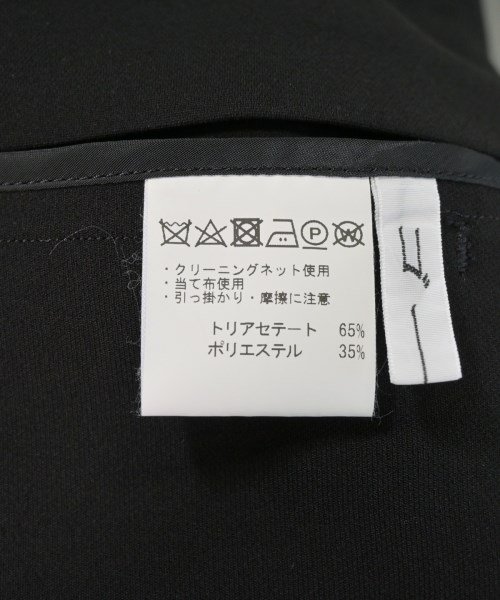 ・クリーニングネット使用
・当て布使用
・引っ掛かり・摩擦に注意
トリアセテート 65%
ポリエステル 35%